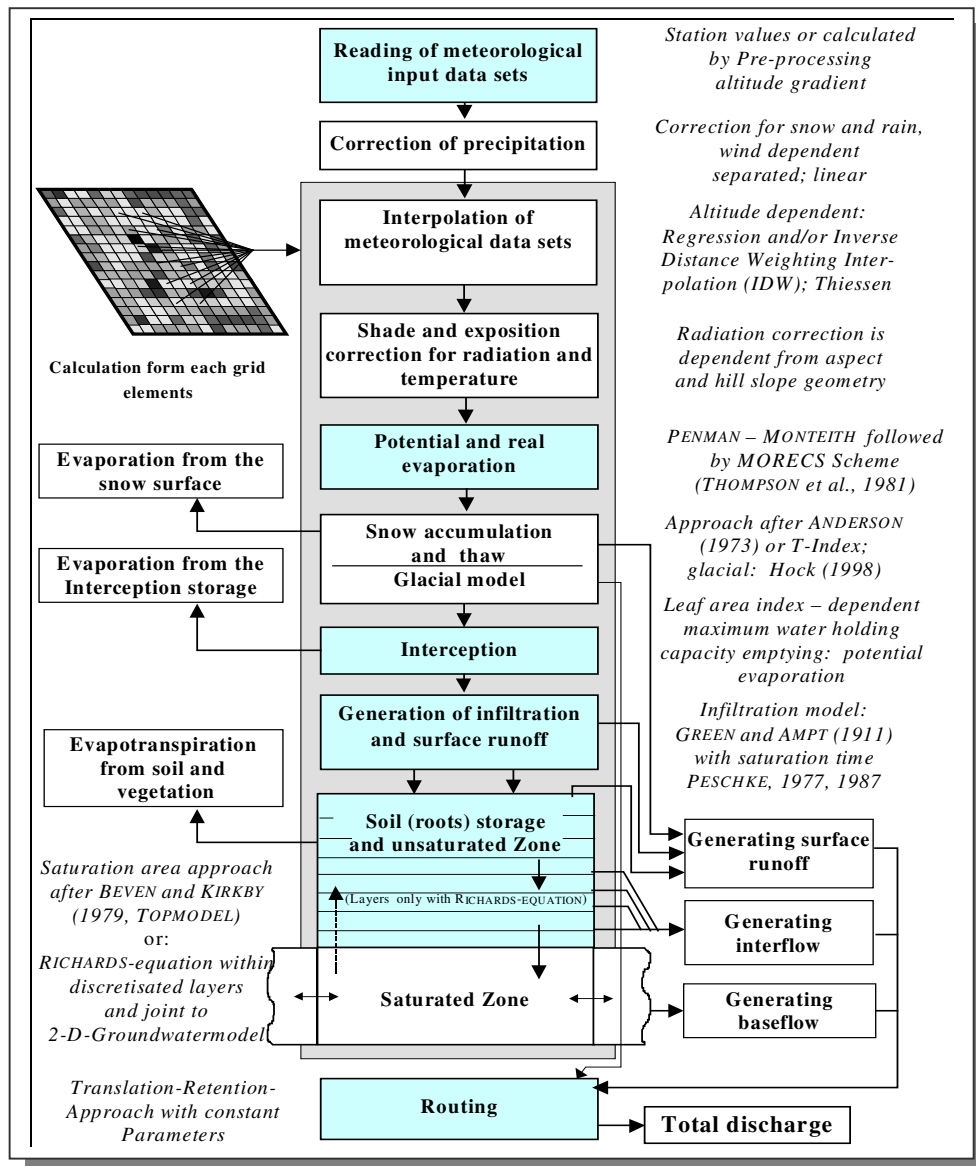 Reading of meteorological
input data sets
Station values or calculated
by Pre-processing
altitude gradient
Correction of precipitation
Correction for snow and rain,
wind dependent
separated; linear
Interpolation of
meteorological data sets
Altitude dependent:
Regression and/or Inverse
Distance Weighting Inter-
polation (IDW); Thiessen
Calculation form each grid
elements
Shade and exposition
correction for radiation and
temperature
Radiation correction is
dependent from aspect
and hill slope geometry
Potential and real
evaporation
PENMAN – MONTEITH followed
by MORECS Scheme
(THOMPSON et al., 1981)
Evaporation from the
snow surface
Snow accumulation
and thaw
Glacial model
Approach after ANDERSON
(1973) or T-Index;
glacial: Hock (1998)
Evaporation from the
Interception storage
Interception
Leaf area index – dependent
maximum water holding
capacity emptying: potential
evaporation
Generation of infiltration
and surface runoff
Infiltration model:
GREEN and AMPT (1911)
with saturation time
PESCHKE, 1977, 1987
Evapotranspiration
from soil and
vegetation
Soil (roots) storage
and unsaturated Zone
(Layers only with RICHARDS-EQUATION)
Generating surface
runoff
Generating
interflow
Saturation area approach
after BEVEN and KIRKBY
(1979, TOPMODEL)
or:
RICHARDS-equation within
discretisated layers
and joint to
2-D-Groundwatermodel
Saturated Zone
Generating
baseflow
Translation-Retention-
Approach with constant
Parameters
Routing
Total discharge